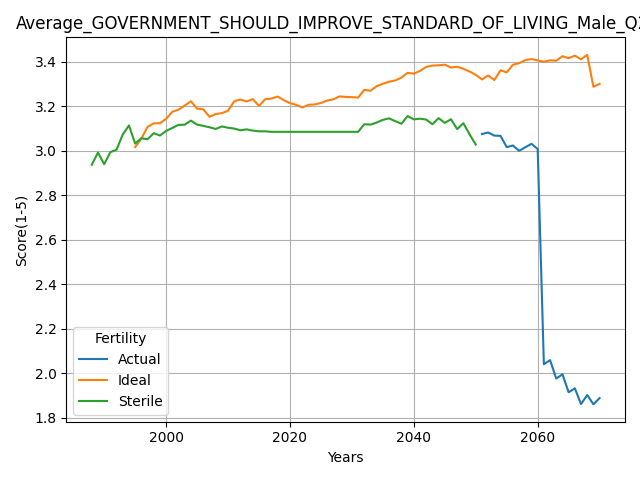 Average_GOVERNMENT_SHOULD_IMPROVE_STANDARD_OF_LIVING_Male_Q
3.4
3.2
3.0
2.8
2.6
2.4
2.2
2.0
1.8
Score(1-5)
Fertility
Actual
Ideal
Sterile
2000
2020
2040
2060
Years